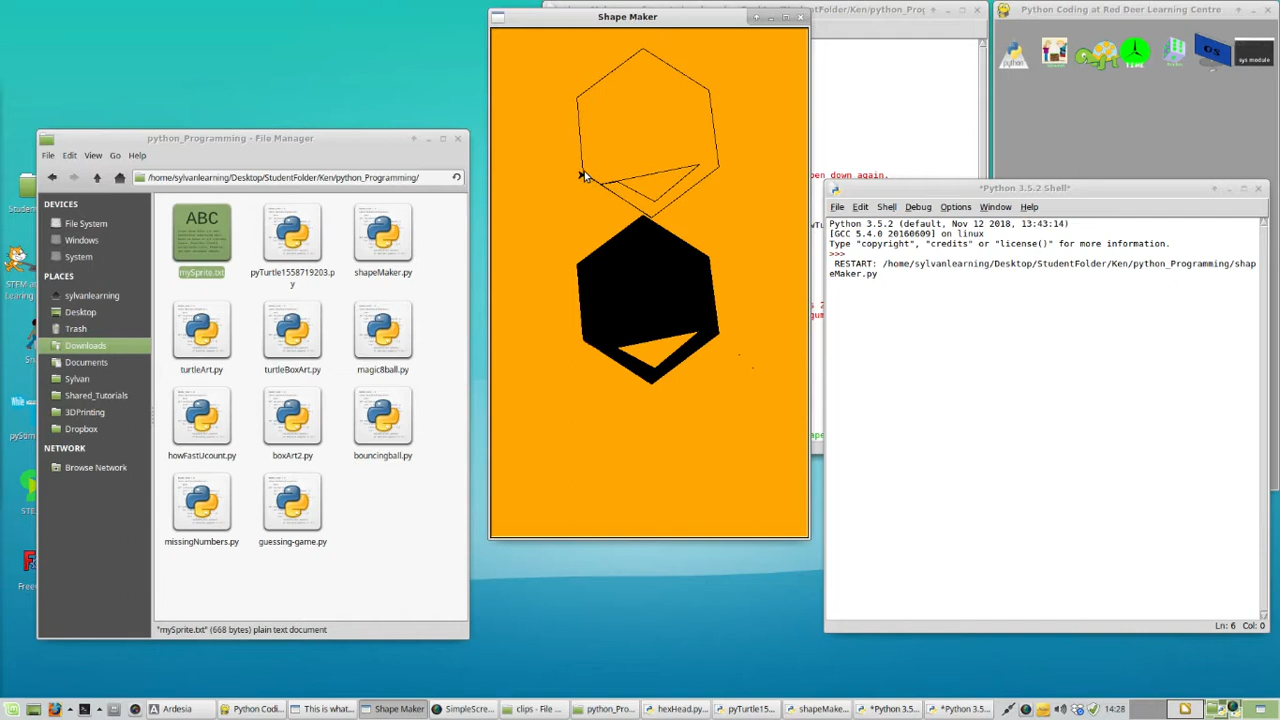 Shape Maker
Python Coding at Red Deer Learning Centre
OS
sys module
python_Programming - File Manager
File Edit View Go Help
/home/sylvanlearning/Desktop/StudentFolder/Ken/python_Programming/
DEVICES
File System
Windows
System
PLACES
sylvanlearning
Desktop
Trash
Downloads
Documents
Sylvan
Shared_Tutorials
3DPrinting
Dropbox
NETWORK
Browse Network
ABC
mySprite.txt
pyTurtle1558719203.p
y
shapeMaker.py
turtleArt.py
turtleBoxArt.py
magic8ball.py
howFastUcount.py
boxArt2.py
bouncingball.py
missingNumbers.py
guessing-game.py
"mySprite.txt" (668 bytes) plain text document
pen down again.
*Python 3.5.2 Shell*
File Edit Shell Debug Options Window Help
Python 3.5.2 (default, Nov 12 2018, 13:43:14)
[GCC 5.4.0 20160609] on linux
Type "copyright", "credits" or "license()" for more information.
>>>
RESTART: /home/sylvanlearning/Desktop/StudentFolder/Ken/python_Programming/shap
eMaker.py
Ln: 6 Col: 0
Ardesia
Python Codi...
This is what...
Shape Maker
SimpleScre...
clips - File ...
python_Pro...
hexHead.py...
pyTurtle15...
shapeMake...
*Python 3.5...
*Python 3.5...
14:28